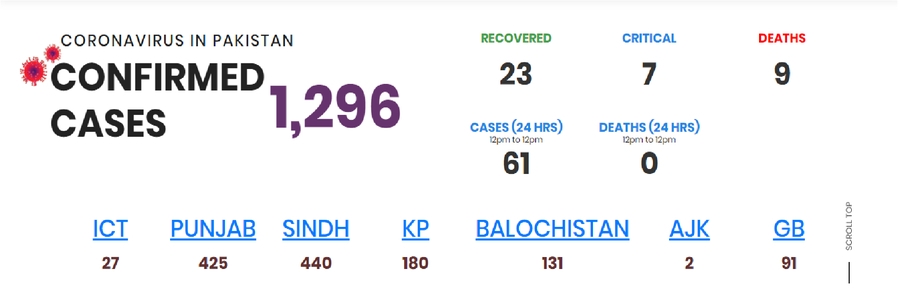 CORONAVIRUS IN PAKISTAN
CONFIRMED
CASES
1,296
RECOVERED
23
CRITICAL
7
DEATHS
9
CASES (24 HRS)
12pm to 12pm
61
DEATHS (24 HRS)
12pm to 12pm
0
ICT PUNJAB SINDH KP BALOCHISTAN AJK GB
27 425 440 180 131 2 91
SCROLL TOP